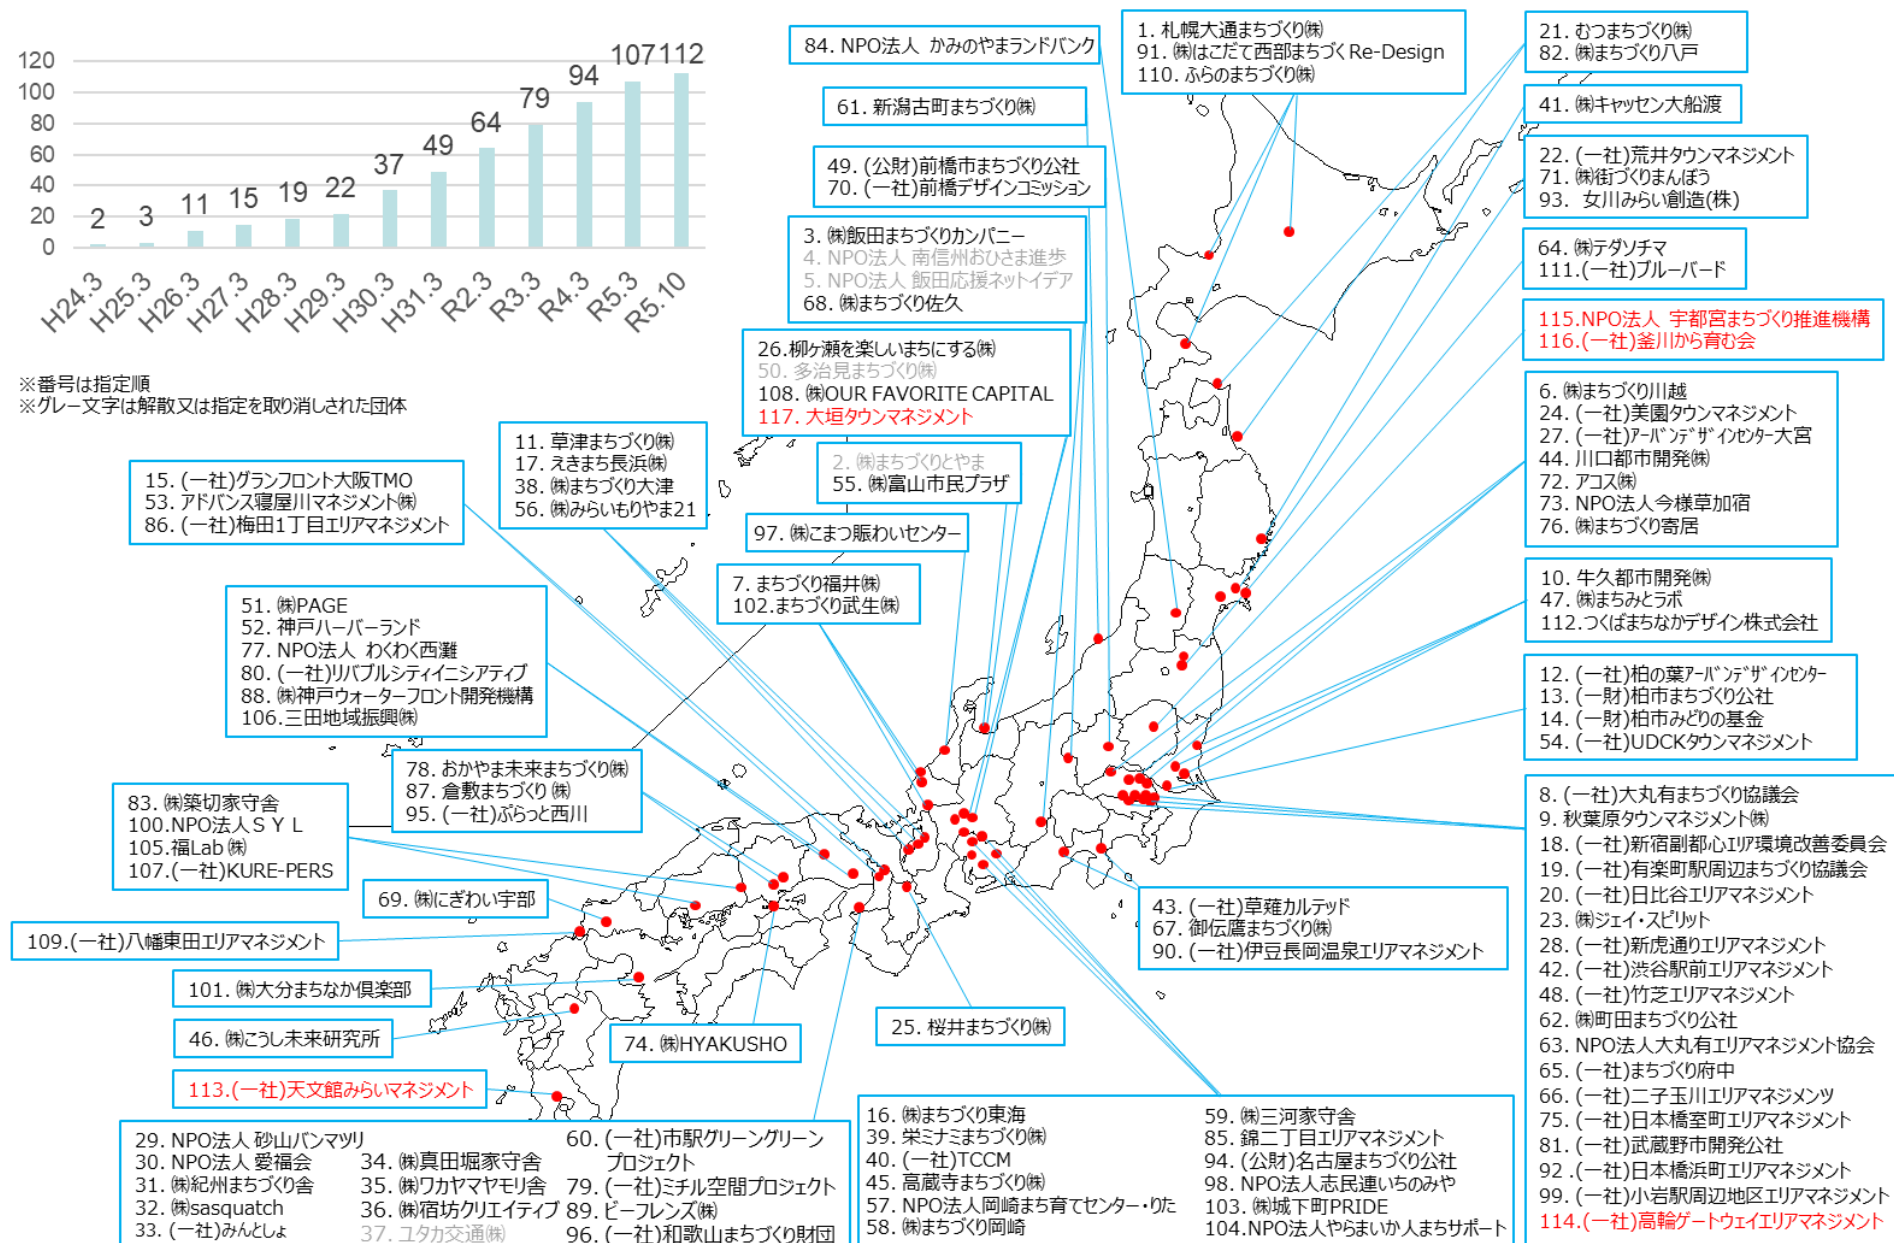 120
100
80
60
40
20
0
2
3
11
15
19
22
37
49
64
79
94
107
112
H24.3
H25.3
H26.3
H27.3
H28.3
H29.3
H30.3
H31.3
R2.3
R3.3
R4.3
R5.3
R5.10
※番号は指定順
※グレー文字は解散又は指定を取り消しされた団体
84. NPO法人 かみのやまランドバンク
61. 新潟古町まちづくり㈱
49. (公財)前橋市まちづくり公社
70. (一社)前橋デザインコミッション
3. ㈱飯田まちづくりカンパニー
4. NPO法人 南信州おひさま進歩
5. NPO法人 飯田応援ネットイデア
68. ㈱まちづくり佐久
26.柳ヶ瀬を楽しいまちにする㈱
50. 多治見まちづくり㈱
108. ㈱OUR FAVORITE CAPITAL
117. 大垣タウンマネジメント
2. ㈱まちづくりとやま
55. ㈱富山市民プラザ
97. ㈱こまつ賑わいセンター
7. まちづくり福井㈱
102.まちづくり武生㈱
11. 草津まちづくり㈱
17. えきまち長浜㈱
38. ㈱まちづくり大津
56. ㈱みらいもりやま21
15. (一社)グランフロント大阪TMO
53. アドバンス寝屋川マネジメント㈱
86. (一社)梅田1丁目エリアマネジメント
51. ㈱PAGE
52. 神戸ハーバーランド
77. NPO法人 わくわく西灘
80. (一社)リバブルシティイニシアティブ
88. ㈱神戸ウォーターフロント開発機構
106.三田地域振興㈱
78. おかやま未来まちづくり㈱
87. 倉敷まちづくり ㈱
95. (一社)ぷらっと西川
83. ㈱築切家守舎
100.NPO法人ＳＹＬ
105. 福Lab ㈱
107.(一社)KURE-PERS
69. ㈱にぎわい宇部
109.(一社)八幡東田エリアマネジメント
101. ㈱大分まちなか倶楽部
46. ㈱こうし未来研究所
113.(一社)天文館みらいマネジメント
74. ㈱HYAKUSHO
25. 桜井まちづくり㈱
29. NPO法人 砂山バンマツリ
30. NPO法人 愛福会
31. ㈱紀州まちづくり舎
32. ㈱sasquatch
33. (一社)みんとしょ
34. ㈱真田堀家守舎
35. ㈱ワカヤマヤモリ舎
36. ㈱宿坊クリエイティブ
37. ユタカ交通㈱
60. (一社)市駅グリーングリーン
プロジェクト
79. (一社)ミチル空間プロジェクト
89. ビーフレンズ㈱
96. (一社)和歌山まちづくり財団
16. ㈱まちづくり東海
39. 栄ミナミまちづくり㈱
40. (一社)TCCM
45. 高蔵寺まちづくり㈱
57. NPO法人岡崎まち育てセンター・りた
58. ㈱まちづくり岡崎
59. ㈱三河家守舎
85. 錦二丁目エリアマネジメント
94. (公財)名古屋まちづくり公社
98. NPO法人志民連いちのみや
103. ㈱城下町PRIDE
104.NPO法人やらまいか人まちサポート
43. (一社)草薙カルテッド
67. 御伝鷹まちづくり㈱
90. (一社)伊豆長岡温泉エリアマネジメント
1. 札幌大通まちづくり㈱
91. ㈱はこだて西部まちづくRe-Design
110. ふらのまちづくり㈱
21. むつまちづくり㈱
82. ㈱まちづくり八戸
41. ㈱キャッセン大船渡
22. (一社)荒井タウンマネジメント
71. ㈱街づくりまんぼう
93. 女川みらい創造(株)
64. ㈱テダソチマ
111.(一社)ブルーバード
115.NPO法人 宇都宮まちづくり推進機構
116.(一社)釜川から育む会
6. ㈱まちづくり川越
24. (一社)美園タウンマネジメント
27. (一社)ｱｰﾊﾞﾝﾃﾞｻﾞｲﾝｾﾝﾀｰ大宮
44. 川口都市開発㈱
72. アコス㈱
73. NPO法人今様草加宿
76. ㈱まちづくり寄居
10. 牛久都市開発㈱
47. ㈱まちみとラボ
112.つくばまちなかデザイン株式会社
12. (一社)柏の葉ｱｰﾊﾞﾝﾃﾞｻﾞｲﾝｾﾝﾀｰ
13. (一財)柏市まちづくり公社
14. (一財)柏市みどりの基金
54. (一社)UDCKタウンマネジメント
8. (一社)大丸有まちづくり協議会
9. 秋葉原タウンマネジメント㈱
18. (一社)新宿副都心ｴﾘｱ環境改善委員会
19. (一社)有楽町駅周辺まちづくり協議会
20. (一社)日比谷エリアマネジメント
23. ㈱ジェイ・スピリット
28. (一社)新虎通りエリアマネジメント
42. (一社)渋谷駅前エリアマネジメント
48. (一社)竹芝エリアマネジメント
62. ㈱町田まちづくり公社
63. NPO法人大丸有エリアマネジメント協会
65. (一社)まちづくり府中
66. (一社)二子玉川エリアマネジメンツ
75. (一社)日本橋室町エリアマネジメント
81. (一社)武蔵野市開発公社
92. (一社)日本橋浜町エリアマネジメント
99. (一社)小岩駅周辺地区エリアマネジメント
114.(一社)高輪ゲートウェイエリアマネジメント